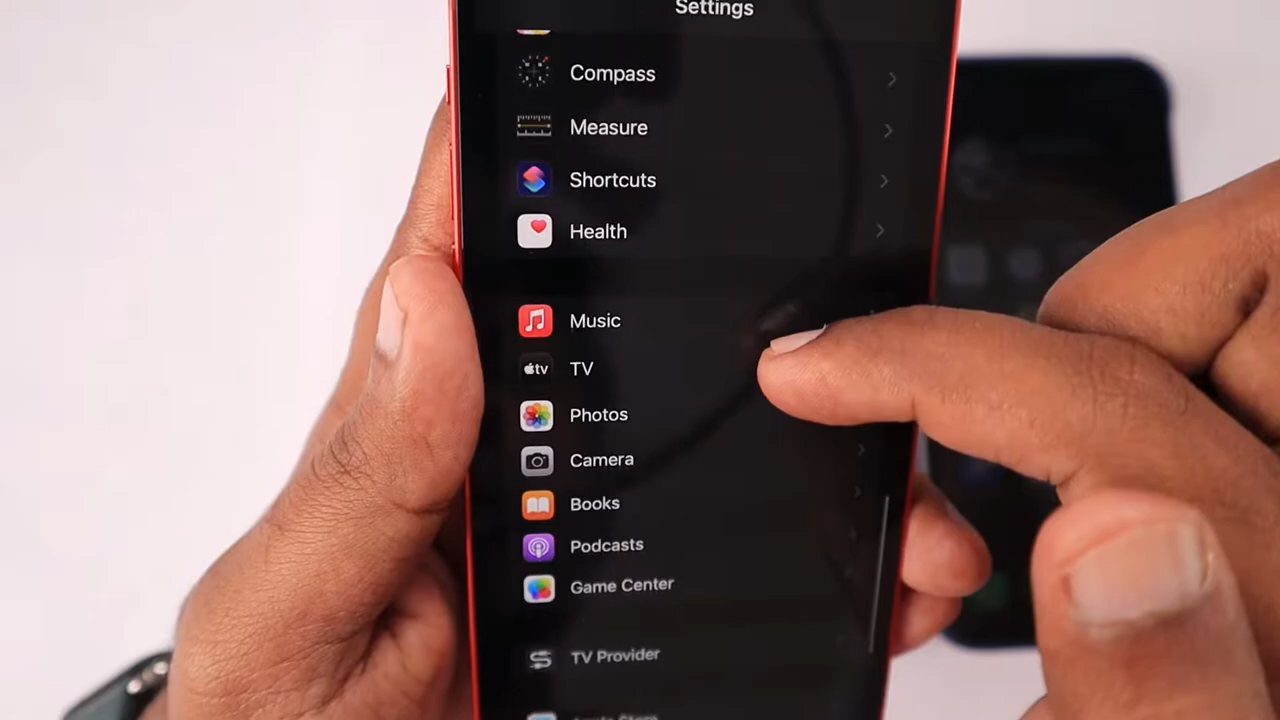 Settings
Compass
Measure
Shortcuts
Health
Music
tv TV
Photos
Camera
Books
Podcasts
Game Center
TV Provider